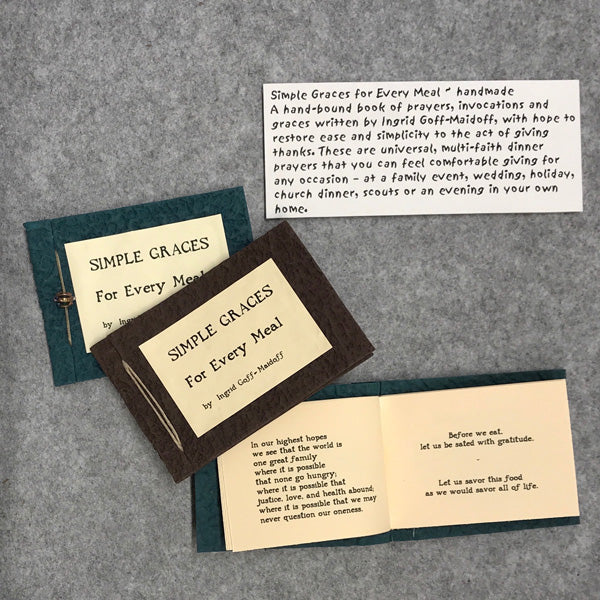 Simple Graces for Every Meal ~ handmade
A hand-bound book of prayers, invocations and
graces written by Ingrid Goff-Maidoff, with hope to
restore ease and simplicity to the act of giving
thanks. These are universal, multi-faith dinner
prayers that you can feel comfortable giving for
any occasion - at a family event, wedding, holiday,
church dinner, scouts or an evening in your own
home.
SIMPLE GRACES
For Every Meal
by Ingrid
SIMPLE GRACES
For Every Meal
by Ingrid Goff-Maidoff
In our highest hopes
we see that the world is
one great family
where it is possible
that none go hungry;
where it is possible that
justice, love, and health abound;
where it is possible that we may
never question our oneness.
Before we eat,
let us be sated with gratitude.
~
Let us savor this food
as we would savor all of life.